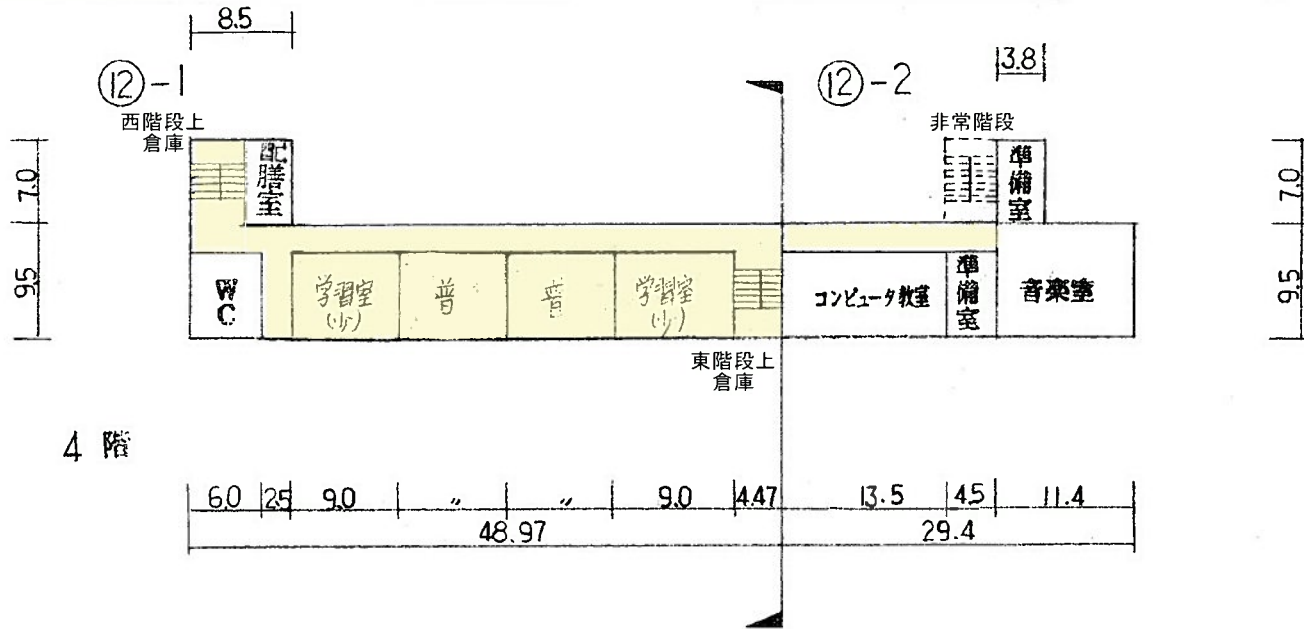 8.5
⑫-1
⑫-2
3.8
西階段上
倉庫
非常階段
配膳室
準備室
7.0
7.0
9.5
9.5
WC
学習室
(少)
普
普
学習室
(少)
コンピュータ教室
準備室
音楽室
東階段上
倉庫
4階
6.0 2.5 9.0 〃 〃 9.0 4.47 13.5 4.5 11.4
48.97 29.4